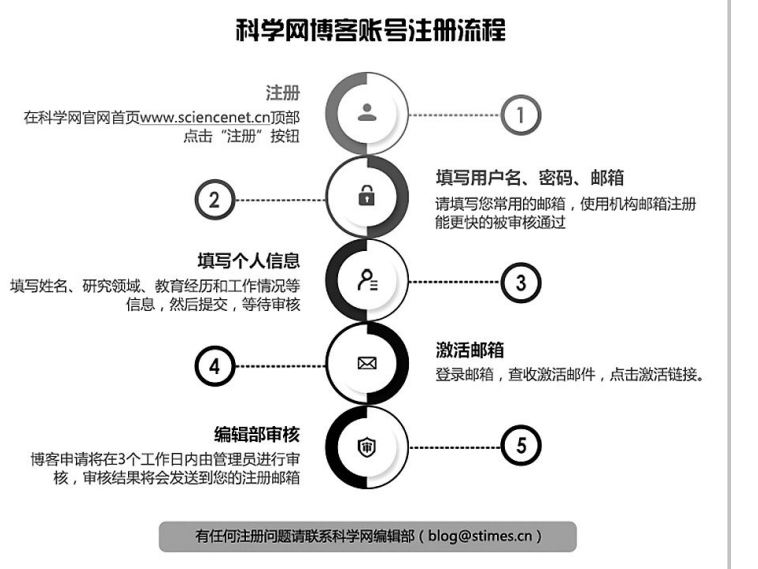 科学网博客账号注册流程
注册
在科学网官网首页www.sciencenet.cn顶部
点击“注册”按钮
1
2
填写用户名、密码、邮箱
请填写您常用的邮箱，使用机构邮箱注册
能更快的被审核通过
填写个人信息
填写姓名、研究领域、教育经历和工作情况等
信息，然后提交，等待审核
3
4
激活邮箱
登录邮箱，查收激活邮件，点击激活链接。
编辑部审核
博客申请将在3个工作日内由管理员进行审
核，审核结果将会发送到您的注册邮箱
审
5
有任何注册问题请联系科学网编辑部（blog@stimes.cn）